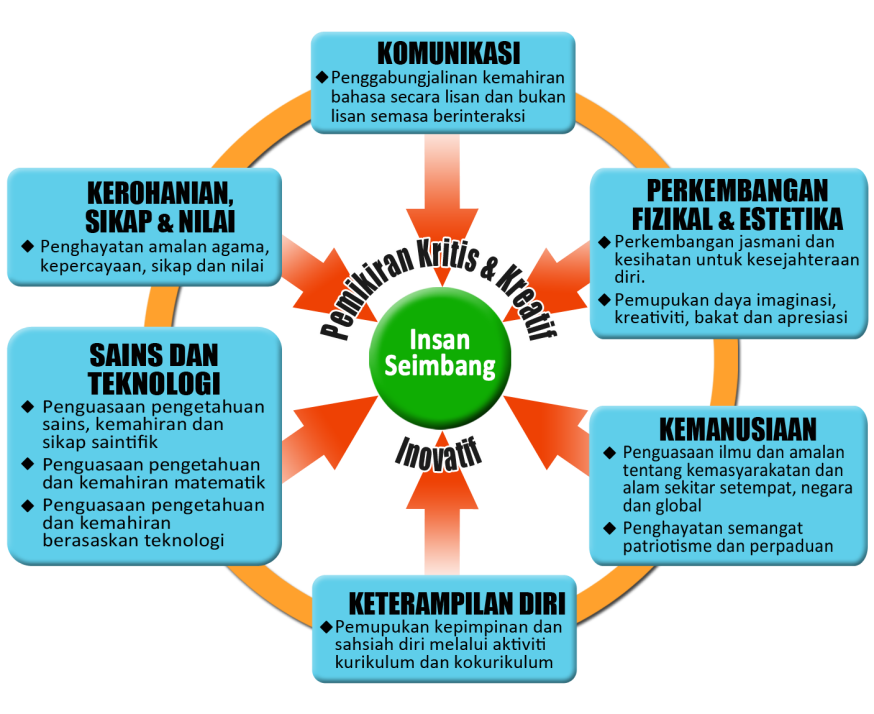 KOMUNIKASI
◆ Penggabungjalinan kemahiran
bahasa secara lisan dan bukan
lisan semasa berinteraksi
KEROHANIAN,
SIKAP & NILAI
◆ Penghayatan amalan agama,
kepercayaan, sikap dan nilai
PERKEMBANGAN
FIZIKAL & ESTETIKA
◆ Perkembangan jasmani dan
kesihatan untuk kesejahteraan
diri.
◆ Pemupukan daya imaginasi,
kreativiti, bakat dan apresiasi
Pemikiran Kritis & Kreatif
Insan
Seimbang
Inovatif
SAINS DAN
TEKNOLOGI
◆ Penguasaan pengetahuan
sains, kemahiran dan
sikap saintifik
◆ Penguasaan pengetahuan
dan kemahiran matematik
◆ Penguasaan pengetahuan
dan kemahiran
berasaskan teknologi
KEMANUSIAAN
◆ Penguasaan ilmu dan amalan
tentang kemasyarakatan dan
alam sekitar setempat, negara
dan global
◆ Penghayatan semangat
patriotisme dan perpaduan
KETERAMPILAN DIRI
◆ Pemupukan kepimpinan dan
sahsiah diri melalui aktiviti
kurikulum dan kokurikulum